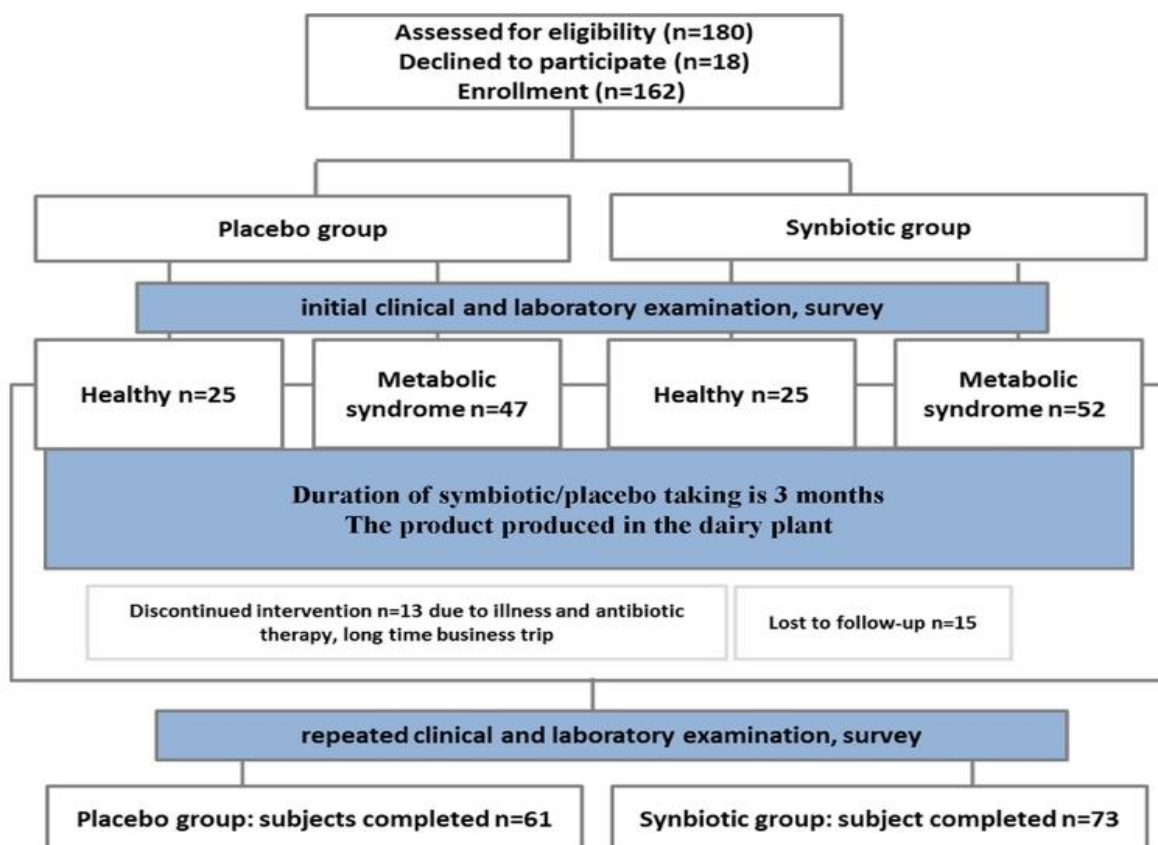 Assessed for eligibility (n=180)
Declined to participate (n=18)
Enrollment (n=162)
Placebo group
Synbiotic group
initial clinical and laboratory examination, survey
Healthy n=25
Metabolic
syndrome n=47
Healthy n=25
Metabolic
syndrome n=52
Duration of symbiotic/placebo taking is 3 months
The product produced in the dairy plant
Discontinued intervention n=13 due to illness and antibiotic
therapy, long time business trip
Lost to follow-up n=15
repeated clinical and laboratory examination, survey
Placebo group: subjects completed n=61
Synbiotic group: subject completed n=73